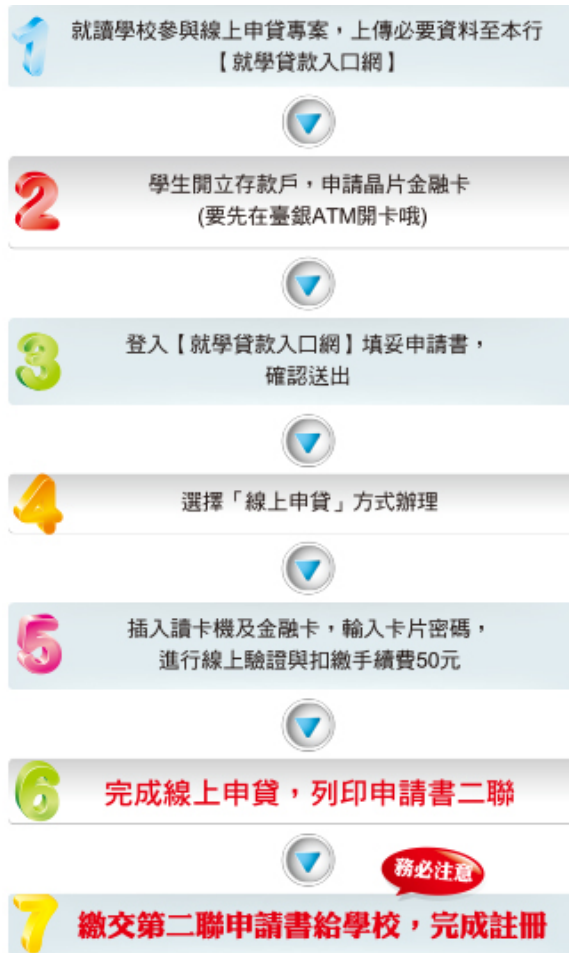 1
就讀學校參與線上申貸專案，上傳必要資料至本行
【就學貸款入口網】
2
學生開立存款戶，申請晶片金融卡
(要先在臺銀ATM開卡哦)
3
登入【就學貸款入口網】填妥申請書，
確認送出
4
選擇「線上申貸」方式辦理
5
插入讀卡機及金融卡，輸入卡片密碼，
進行線上驗證與扣繳手續費50元
6
完成線上申貸，列印申請書二聯
務必注意
7
繳交第二聯申請書給學校，完成註冊